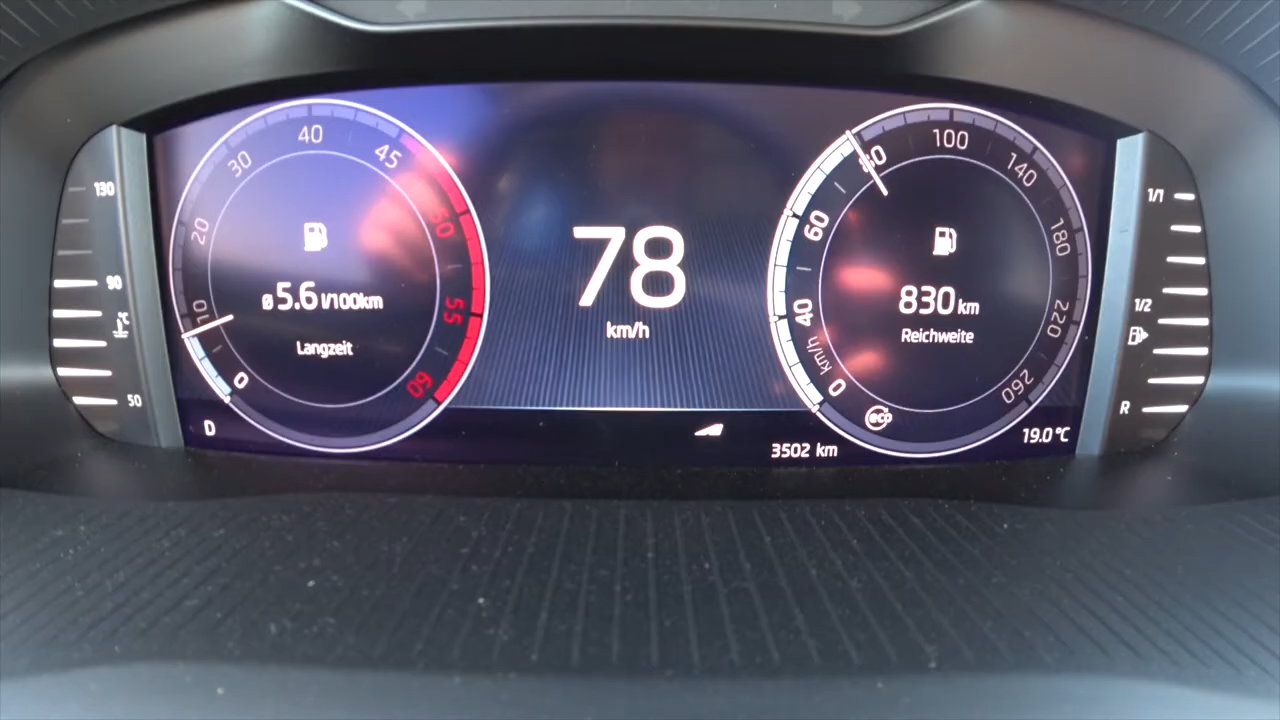 130
90
°C
50
0
10
20
30
40
45
50
55
60
ø5.6 l/100km
Langzeit
D
78
km/h
0
40
60
80
100
140
180
220
260
km/h
830 km
Reichweite
eco
3502 km
19.0 °C
1/1
1/2
R